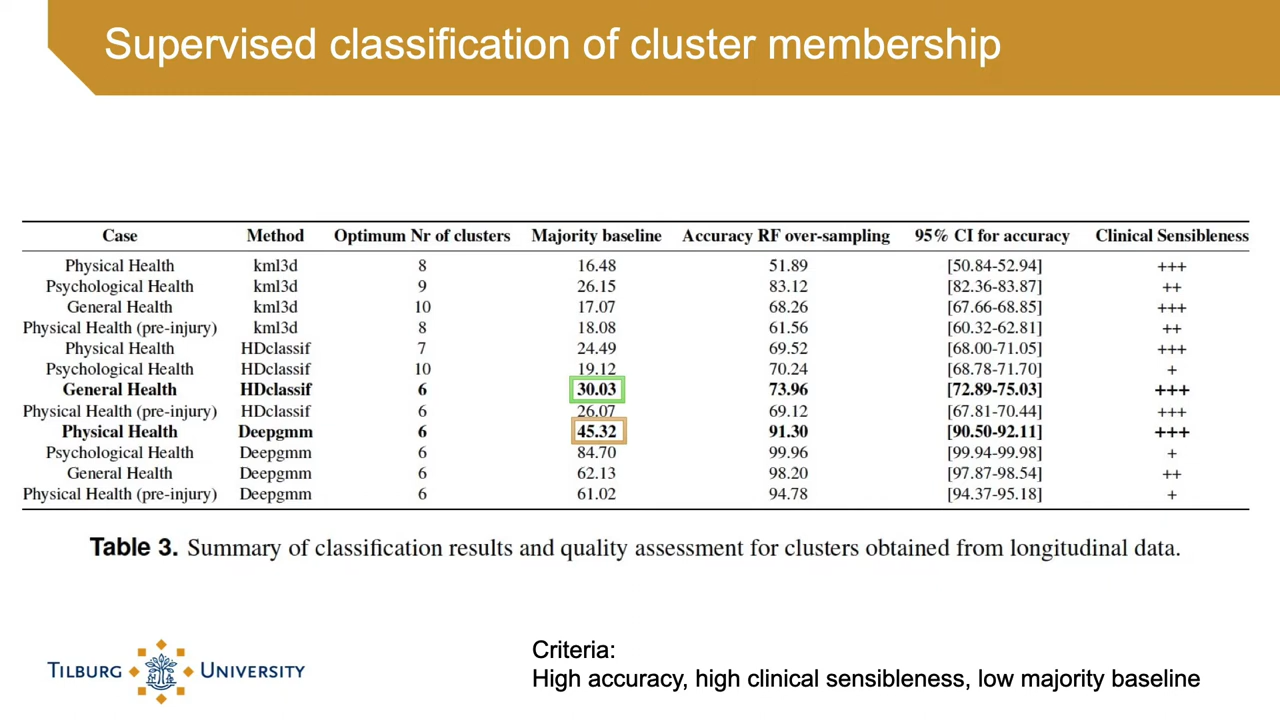 Supervised classification of cluster membership
Case Method Optimum Nr of clusters Majority baseline Accuracy RF over-sampling 95% CI for accuracy Clinical Sensibleness
Physical Health kml3d 8 16.48 51.89 [50.84-52.94] +++
Psychological Health kml3d 9 26.15 83.12 [82.36-83.87] ++
General Health kml3d 10 17.07 68.26 [67.66-68.85] +++
Physical Health (pre-injury) kml3d 8 18.08 61.56 [60.32-62.81] ++
Physical Health HDclassif 7 24.49 69.52 [68.00-71.05] +++
Psychological Health HDclassif 10 19.12 70.24 [68.78-71.70] +
General Health HDclassif 6 30.03 73.96 [72.89-75.03] +++
Physical Health (pre-injury) HDclassif 6 26.07 69.12 [67.81-70.44] +++
Physical Health Deepgmm 6 45.32 91.30 [90.50-92.11] +++
Psychological Health Deepgmm 6 84.70 99.96 [99.94-99.98] +
General Health Deepgmm 6 62.13 98.20 [97.87-98.54] ++
Physical Health (pre-injury) Deepgmm 6 61.02 94.78 [94.37-95.18] +
Table 3. Summary of classification results and quality assessment for clusters obtained from longitudinal data.
TILBURG UNIVERSITY
Criteria:
High accuracy, high clinical sensibleness, low majority baseline